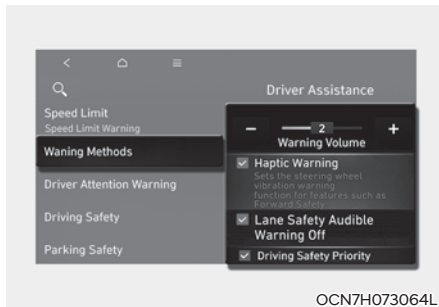 Driver Assistance
Speed Limit
Speed Limit Warning
Waning Methods
Driver Attention Warning
Driving Safety
Parking Safety
− 2 +
Warning Volume
Haptic Warning
Sets the steering wheel
vibration warning
function for features such as
Forward Safety
Lane Safety Audible
Warning Off
Driving Safety Priority
OCN7H073064L